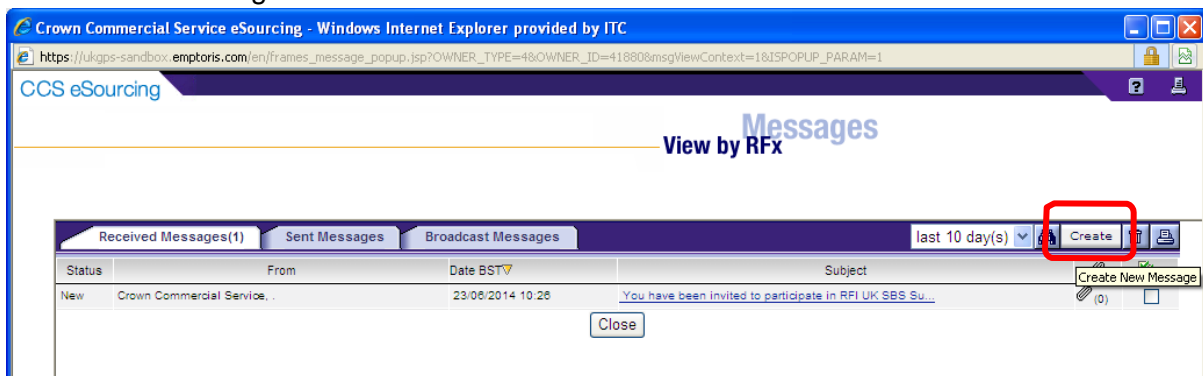 Crown Commercial Service eSourcing - Windows Internet Explorer provided by ITC
https://ukgps-sandbox.emptoris.com/en/frames_message_popup.jsp?OWNER_TYPE=4&OWNER_ID=41880&msgViewContext=1&ISPOPUP_PARAM=1
CCS eSourcing
Messages
View by RFx
Received Messages(1) Sent Messages Broadcast Messages last 10 day(s) Create
Status From Date BST Subject
Create New Message
New Crown Commercial Service, . 23/06/2014 10:26 You have been invited to participate in RFI UK SBS Su... (0)
Close